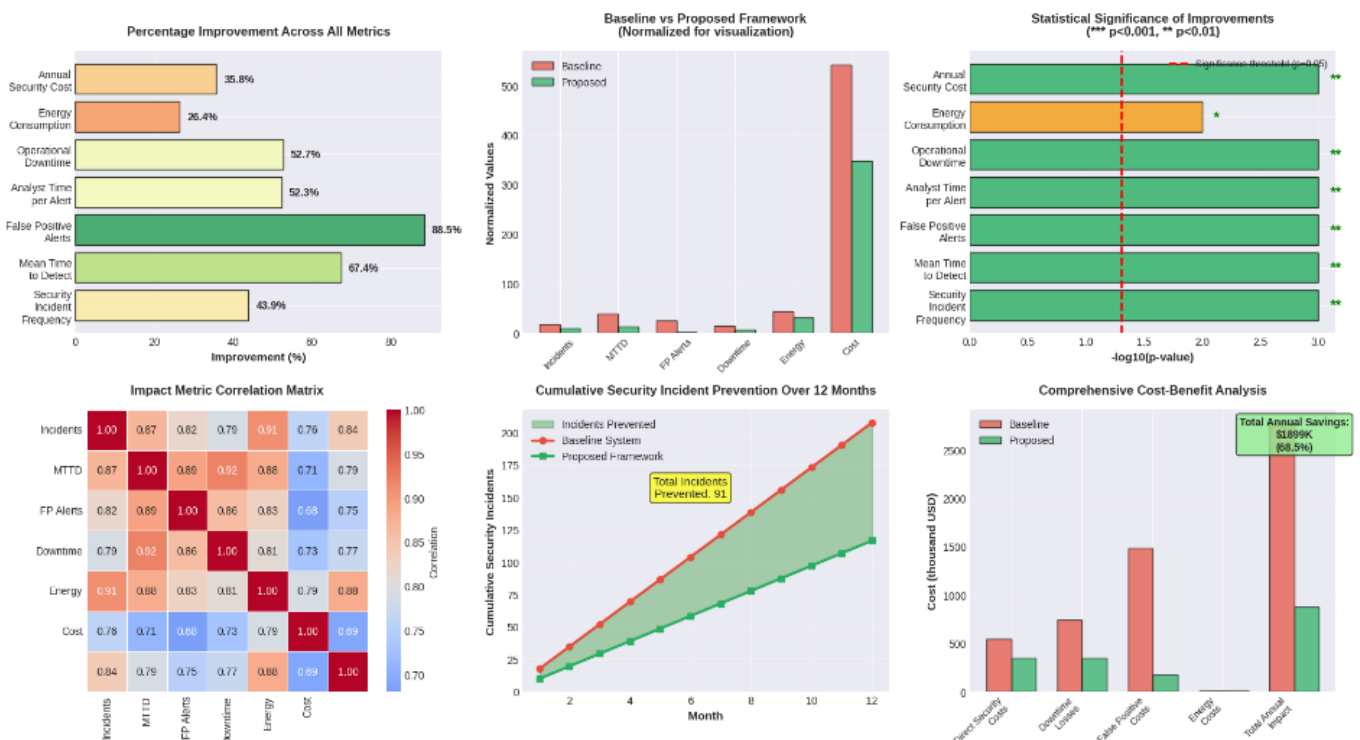 Percentage Improvement Across All Metrics
Annual
Security Cost
35.8%
Energy
Consumption
26.4%
Operational
Downtime
52.7%
Analyst Time
per Alert
52.3%
False Positive
Alerts
88.5%
Mean Time
to Detect
67.4%
Security
Incident
Frequency
43.9%
0 20 40 60 80
Improvement (%)
Baseline vs Proposed Framework
(Normalized for visualization)
Baseline
Proposed
Normalized Values
500
400
300
200
100
0
Incidents MTTD FP Alerts Downtime Energy Cost
Statistical Significance of Improvements
(*** p<0.001, ** p<0.01)
Significance threshold (p=0.05)
Annual
Security Cost
**
Energy
Consumption
*
Operational
Downtime
**
Analyst Time
per Alert
**
False Positive
Alerts
**
Mean Time
to Detect
**
Security
Incident
Frequency
**
0.0 0.5 1.0 1.5 2.0 2.5 3.0
-log10(p-value)
Impact Metric Correlation Matrix
Incidents 1.00 0.87 0.82 0.79 0.91 0.76 0.84
MTTD 0.87 1.00 0.89 0.92 0.88 0.71 0.79
FP Alerts 0.82 0.89 1.00 0.86 0.83 0.68 0.75
Downtime 0.79 0.92 0.86 1.00 0.81 0.73 0.77
Energy 0.91 0.88 0.83 0.81 1.00 0.79 0.88
Cost 0.76 0.71 0.68 0.73 0.79 1.00 0.69
0.84 0.79 0.75 0.77 0.88 0.69 1.00
Incidents MTTD FP Alerts owntime Energy Cost
1.00
0.95
0.90
0.85
0.80
0.75
0.70
Correlation
Cumulative Security Incident Prevention Over 12 Months
Incidents Prevented
Baseline System
Proposed Framework
Total Incidents
Prevented: 91
Cumulative Security Incidents
200
175
150
125
100
75
50
25
0
2 4 6 8 10 12
Month
Comprehensive Cost-Benefit Analysis
Baseline
Proposed
Total Annual Savings:
$1899K
(68.5%)
Cost (thousand USD)
2500
2000
1500
1000
500
0
Direct Security
Costs
Downtime
Losses
False Positive
Costs
Energy
Costs
Total Annual
Impact